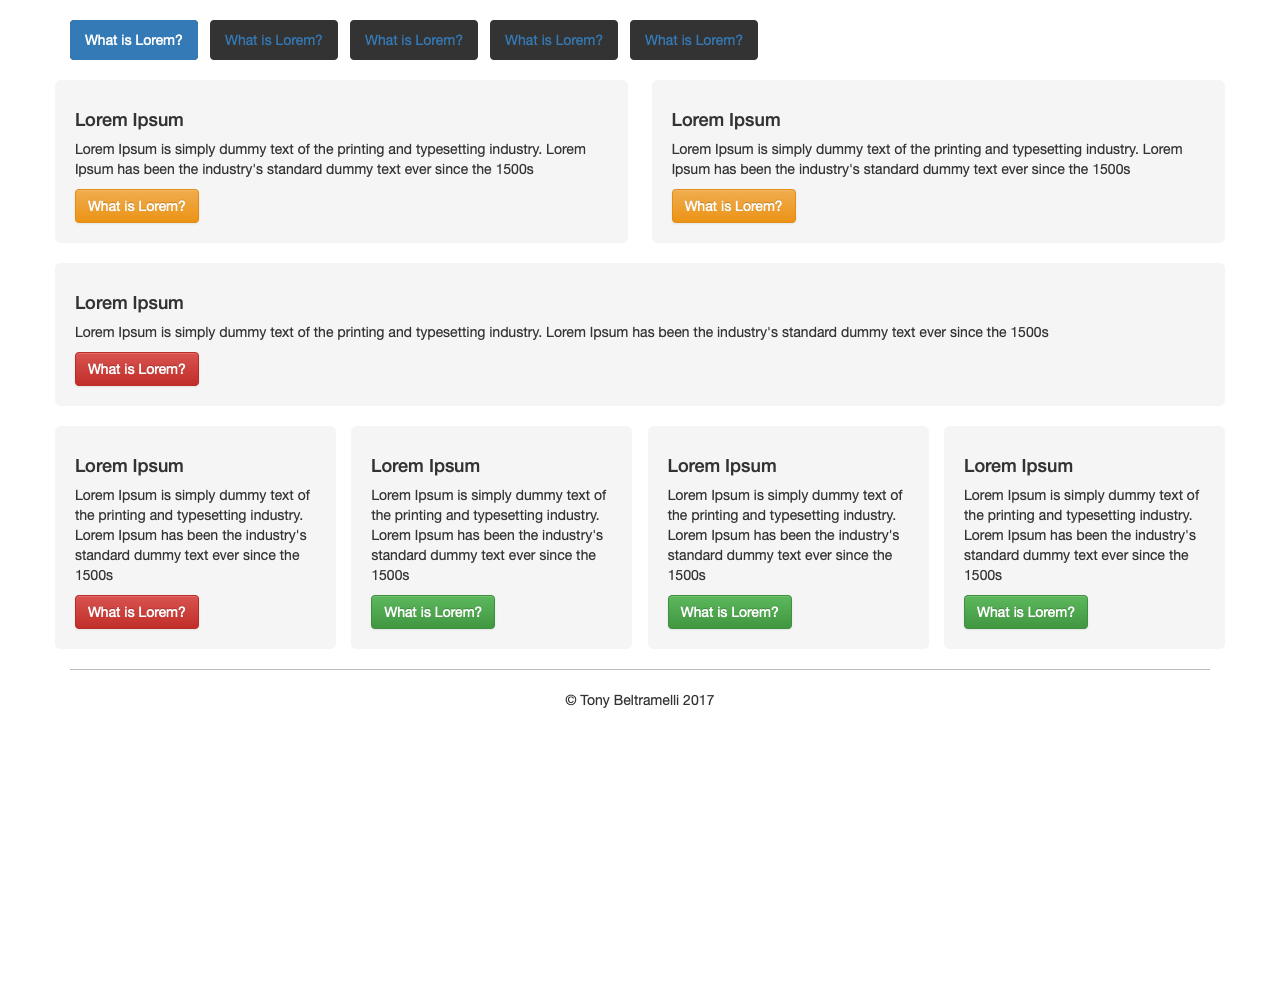 What is Lorem? What is Lorem? What is Lorem? What is Lorem? What is Lorem?
Lorem Ipsum
Lorem Ipsum is simply dummy text of the printing and typesetting industry. Lorem
Ipsum has been the industry's standard dummy text ever since the 1500s
What is Lorem?
Lorem Ipsum
Lorem Ipsum is simply dummy text of the printing and typesetting industry. Lorem
Ipsum has been the industry's standard dummy text ever since the 1500s
What is Lorem?
Lorem Ipsum
Lorem Ipsum is simply dummy text of the printing and typesetting industry. Lorem Ipsum has been the industry's standard dummy text ever since the 1500s
What is Lorem?
Lorem Ipsum
Lorem Ipsum is simply dummy text of
the printing and typesetting industry.
Lorem Ipsum has been the industry's
standard dummy text ever since the
1500s
What is Lorem?
Lorem Ipsum
Lorem Ipsum is simply dummy text of
the printing and typesetting industry.
Lorem Ipsum has been the industry's
standard dummy text ever since the
1500s
What is Lorem?
Lorem Ipsum
Lorem Ipsum is simply dummy text of
the printing and typesetting industry.
Lorem Ipsum has been the industry's
standard dummy text ever since the
1500s
What is Lorem?
Lorem Ipsum
Lorem Ipsum is simply dummy text of
the printing and typesetting industry.
Lorem Ipsum has been the industry's
standard dummy text ever since the
1500s
What is Lorem?
© Tony Beltramelli 2017